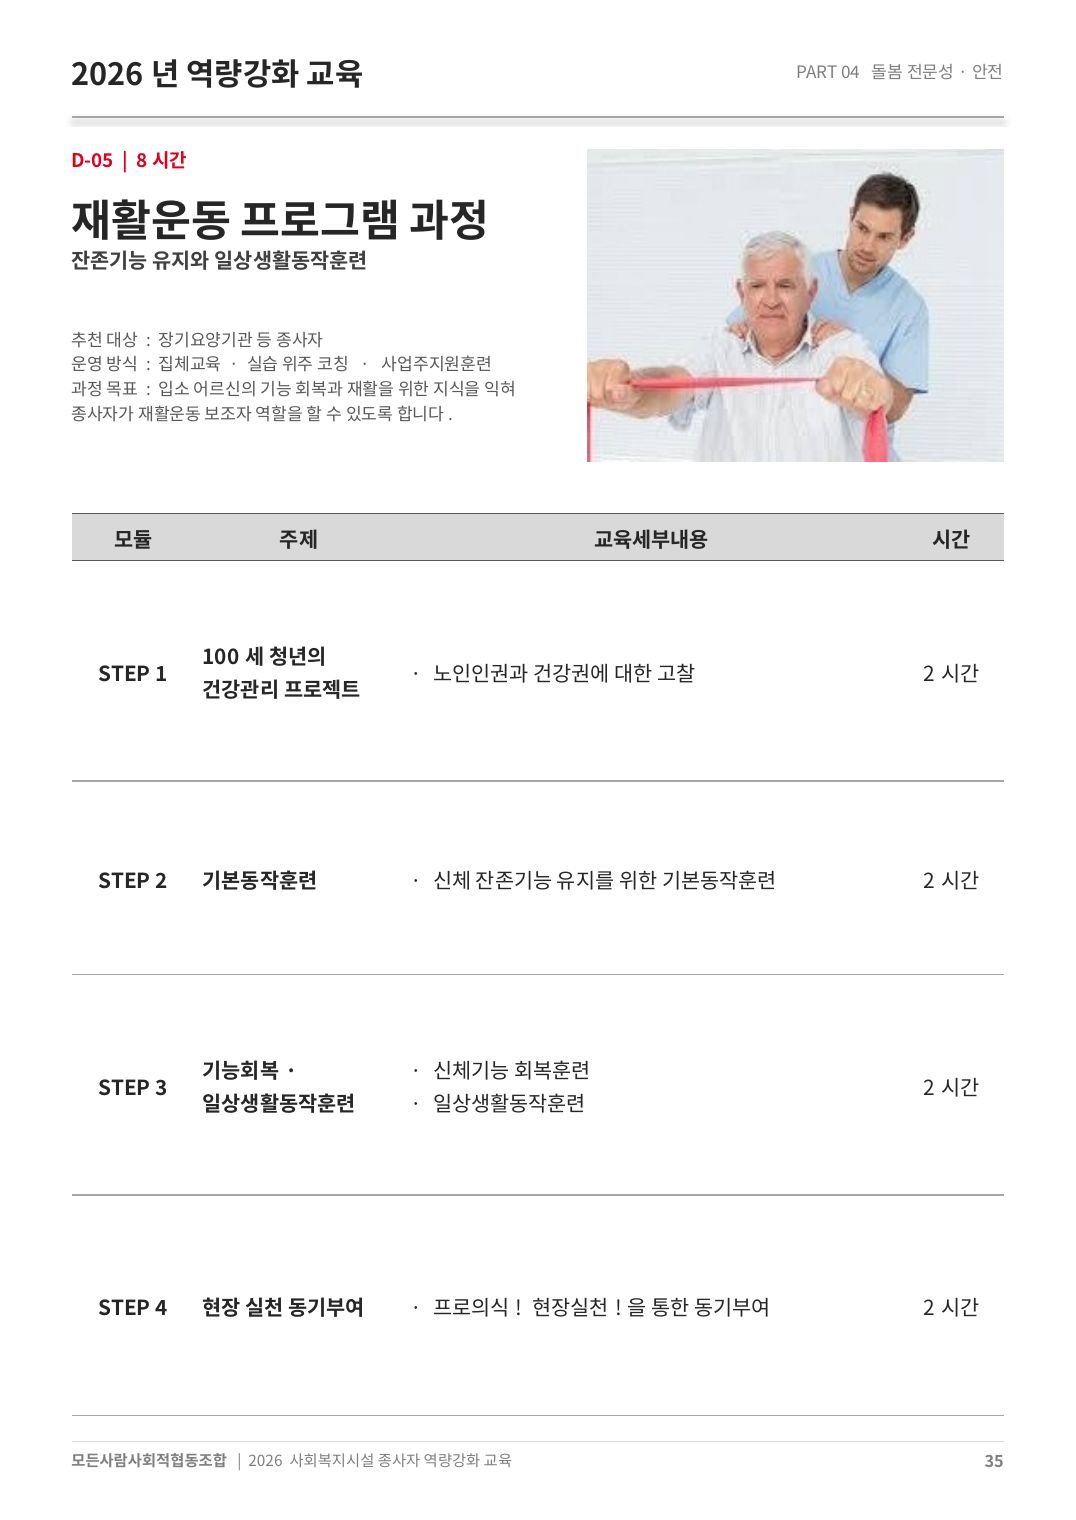 2026 년 역량강화 교육
PART 04 돌봄 전문성 · 안전
D-05 | 8 시간
재활운동 프로그램 과정
잔존기능 유지와 일상생활동작훈련
추천 대상 : 장기요양기관 등 종사자
운영 방식 : 집체교육 · 실습 위주 코칭 · 사업주지원훈련
과정 목표 : 입소 어르신의 기능 회복과 재활을 위한 지식을 익혀
종사자가 재활운동 보조자 역할을 할 수 있도록 합니다 .
모듈 주제 교육세부내용 시간
STEP 1
100 세 청년의
건강관리 프로젝트
· 노인인권과 건강권에 대한 고찰
2 시간
STEP 2
기본동작훈련
· 신체 잔존기능 유지를 위한 기본동작훈련
2 시간
STEP 3
기능회복 ·
일상생활동작훈련
· 신체기능 회복훈련
· 일상생활동작훈련
2 시간
STEP 4
현장 실천 동기부여
· 프로의식 ! 현장실천 ! 을 통한 동기부여
2 시간
모든사람사회적협동조합 | 2026 사회복지시설 종사자 역량강화 교육
35